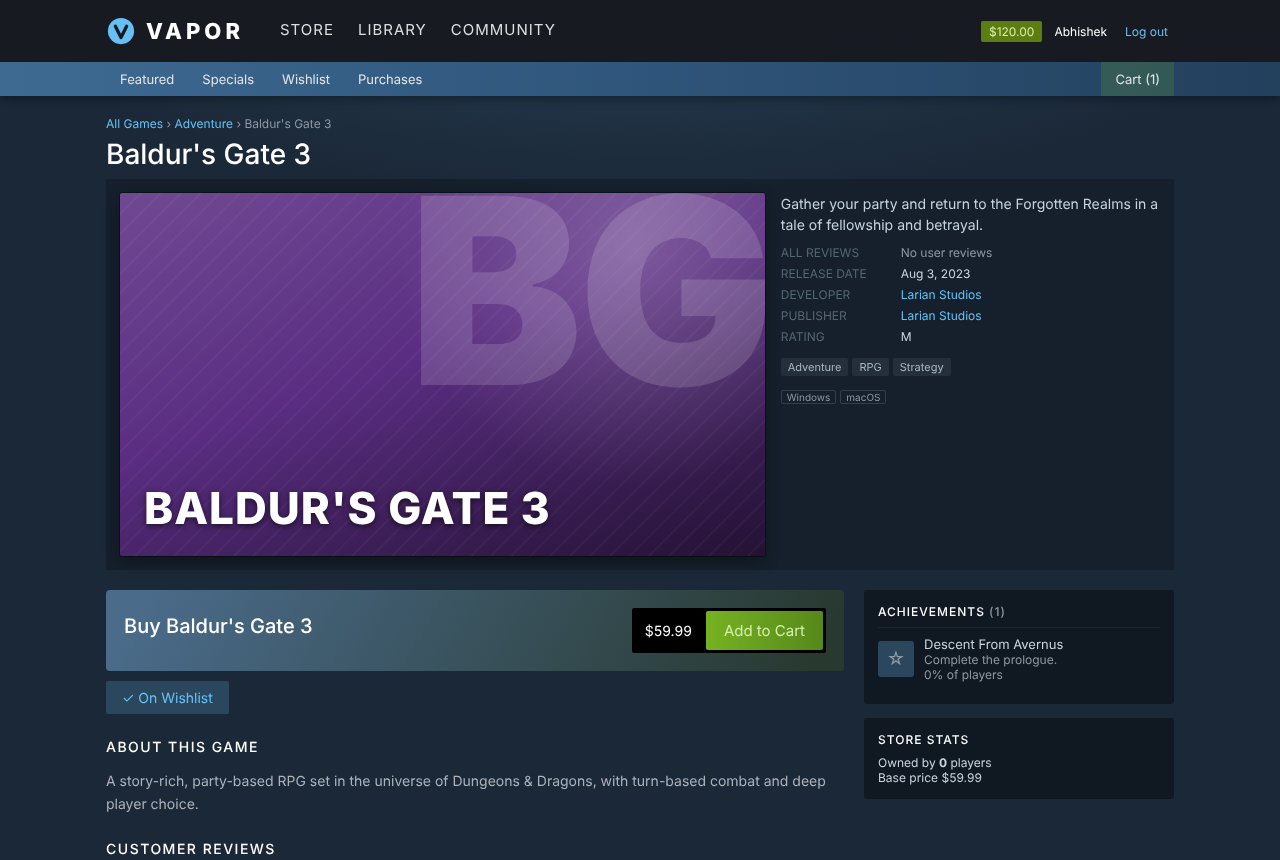 VAPOR STORE LIBRARY COMMUNITY $120.00 Abhishek Log out
Featured Specials Wishlist Purchases Cart (1)
All Games › Adventure › Baldur's Gate 3
Baldur's Gate 3
BG
BALDUR'S GATE 3
Gather your party and return to the Forgotten Realms in a
tale of fellowship and betrayal.
ALL REVIEWS No user reviews
RELEASE DATE Aug 3, 2023
DEVELOPER Larian Studios
PUBLISHER Larian Studios
RATING M
Adventure RPG Strategy
Windows macOS
Buy Baldur's Gate 3 $59.99 Add to Cart
✓ On Wishlist
ABOUT THIS GAME
A story-rich, party-based RPG set in the universe of Dungeons & Dragons, with turn-based combat and deep
player choice.
CUSTOMER REVIEWS
ACHIEVEMENTS (1)
Descent From Avernus
Complete the prologue.
0% of players
STORE STATS
Owned by 0 players
Base price $59.99